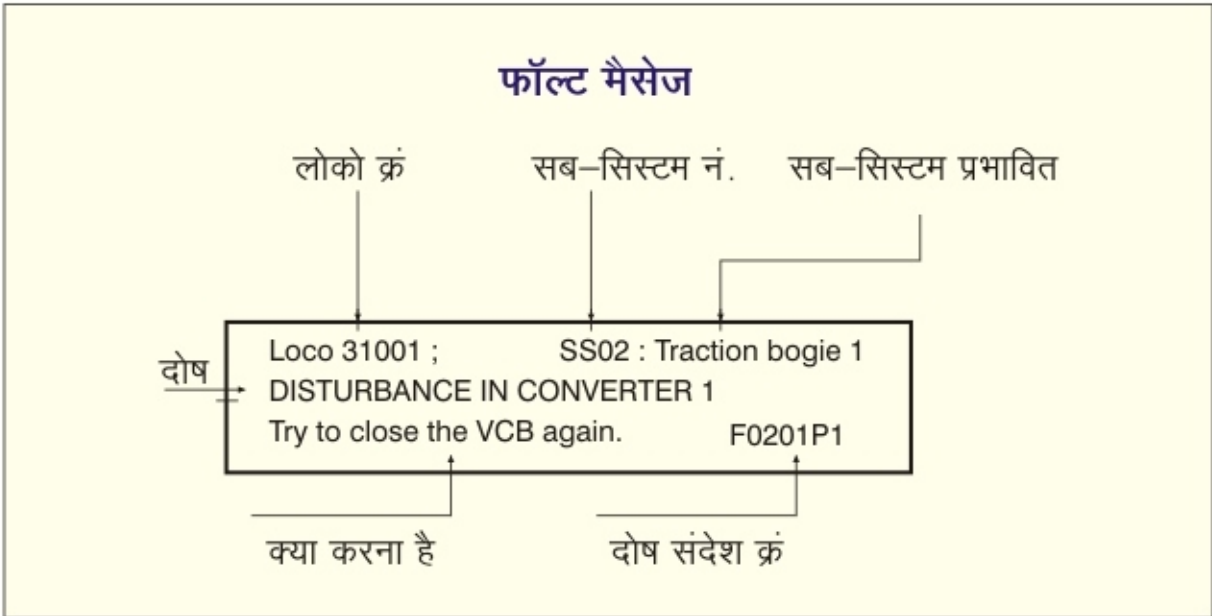 फॉल्ट मैसेज
लोको क्रं सब–सिस्टम नं. सब–सिस्टम प्रभावित
Loco 31001 ; SS02 : Traction bogie 1
दोष
DISTURBANCE IN CONVERTER 1
Try to close the VCB again. F0201P1
क्या करना है दोष संदेश क्रं